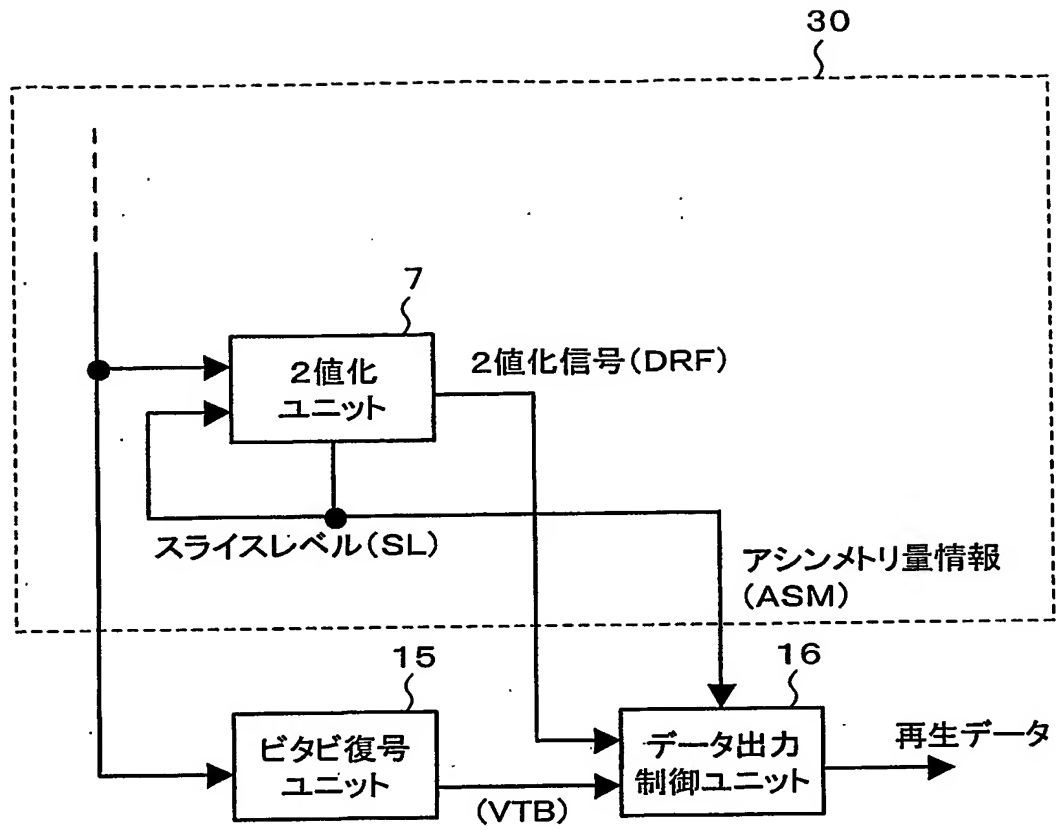 30
7
2値化
ユニット
2値化信号(DRF)
スライスレベル(SL)
アシンメトリ量情報
(ASM)
15
16
ビタビ復号
ユニット
(VTB)
データ出力
制御ユニット
再生データ